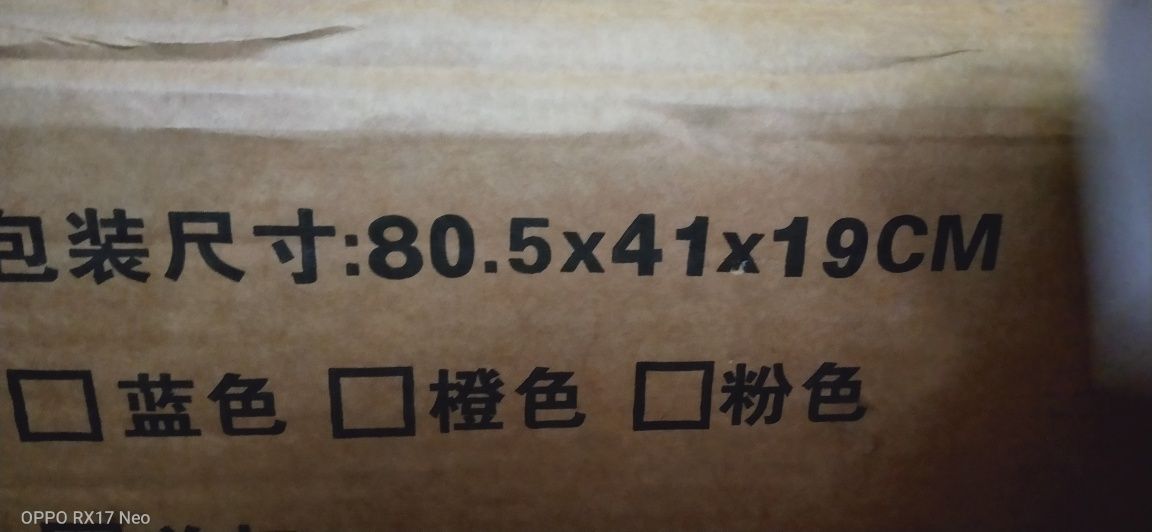 包装尺寸:80.5x41x19CM
□ 蓝色 □ 橙色 □ 粉色
OPPO RX17 Neo